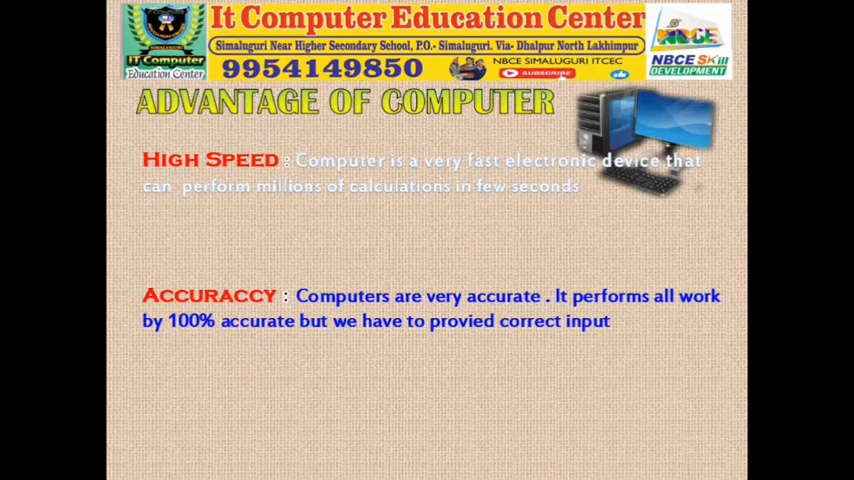 It Computer Education Center
Simaluguri Near Higher Secondary School, P.O.- Simaluguri. Via- Dhalpur North Lakhimpur
9954149850
NBCE SIMALUGURI ITCEC
SUBSCRIBE
IT Computer
Education Center
NBCE
NBCE Skill
DEVELOPMENT
ADVANTAGE OF COMPUTER
HIGH SPEED : Computer is a very fast electronic device that
can perform millions of calculations in few seconds
ACCURACCY : Computers are very accurate . It performs all work
by 100% accurate but we have to provied correct input